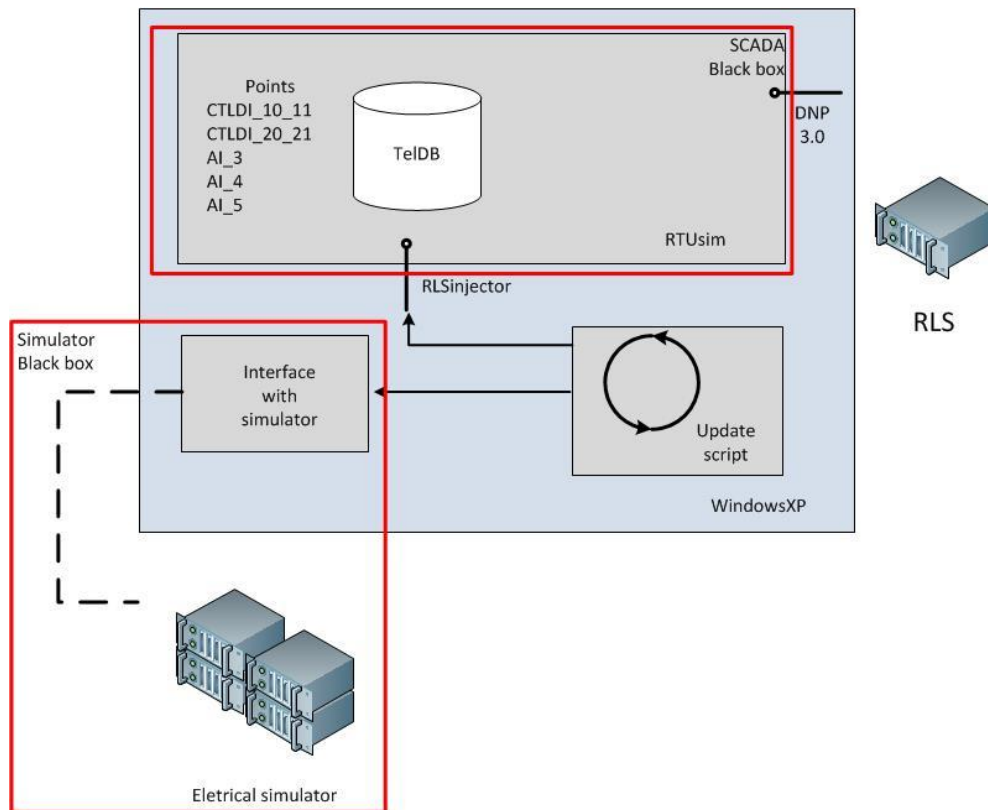 SCADA
Black box
Points
CTLDI_10_11
CTLDI_20_21
AI_3
AI_4
AI_5
TelDB
DNP
3.0
RTUsim
RLSinjector
RLS
Simulator
Black box
Interface
with
simulator
Update
script
WindowsXP
Eletrical simulator